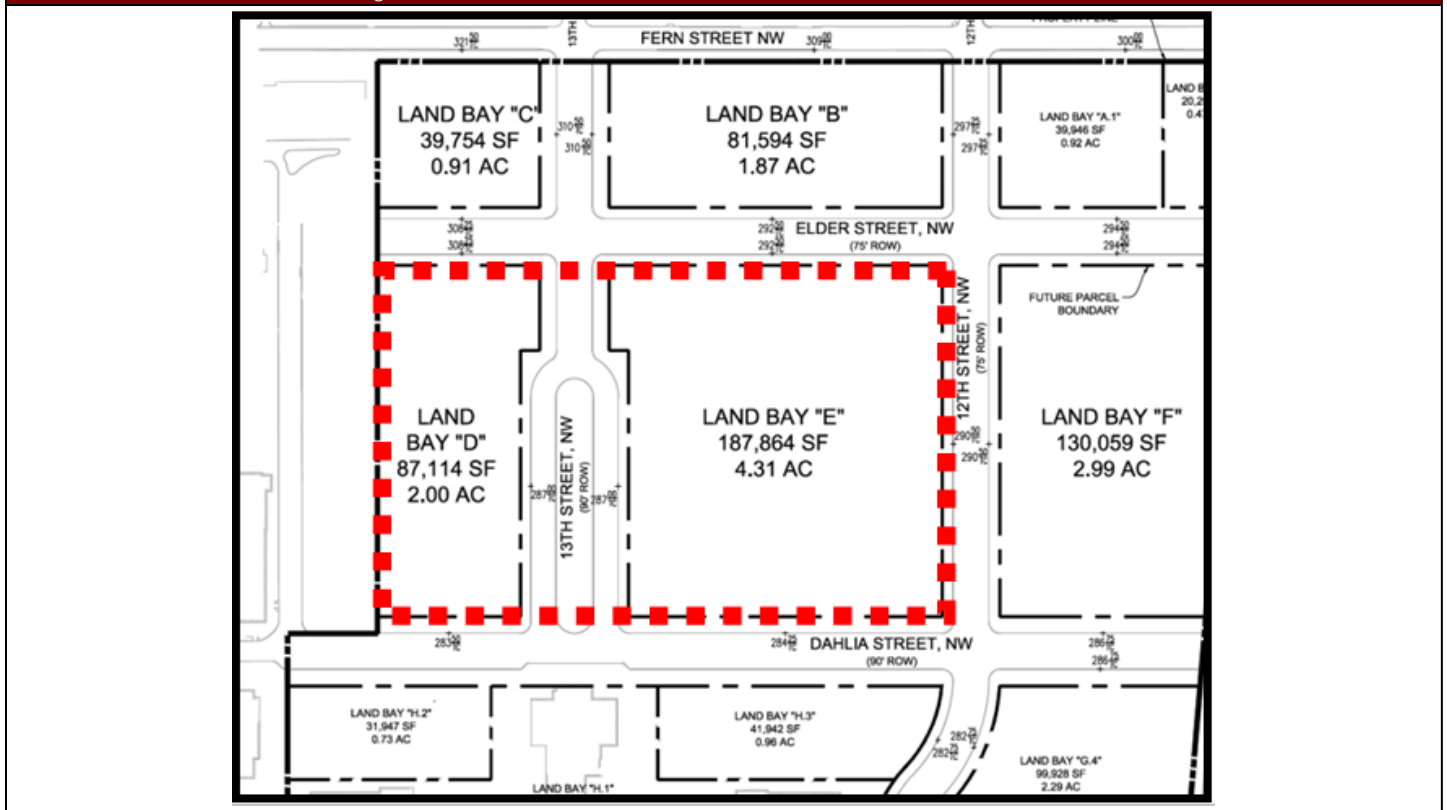 FERN STREET NW
13TH
12TH
LAND BAY "C"
39,754 SF
0.91 AC
LAND BAY "B"
81,594 SF
1.87 AC
LAND BAY "A.1"
39,946 SF
0.92 AC
LAND
ELDER STREET, NW
(75' ROW)
FUTURE PARCEL
BOUNDARY
12TH STREET, NW
(75' ROW)
LAND
BAY "D"
87,114 SF
2.00 AC
13TH STREET, NW
(90' ROW)
LAND BAY "E"
187,864 SF
4.31 AC
LAND BAY "F"
130,059 SF
2.99 AC
DAHLIA STREET, NW
(90' ROW)
LAND BAY "H.2"
31,947 SF
0.73 AC
LAND BAY "H.3"
41,942 SF
0.96 AC
LAND BAY "G.4"
99,928 SF
2.29 AC
LAND BAY "H.1"